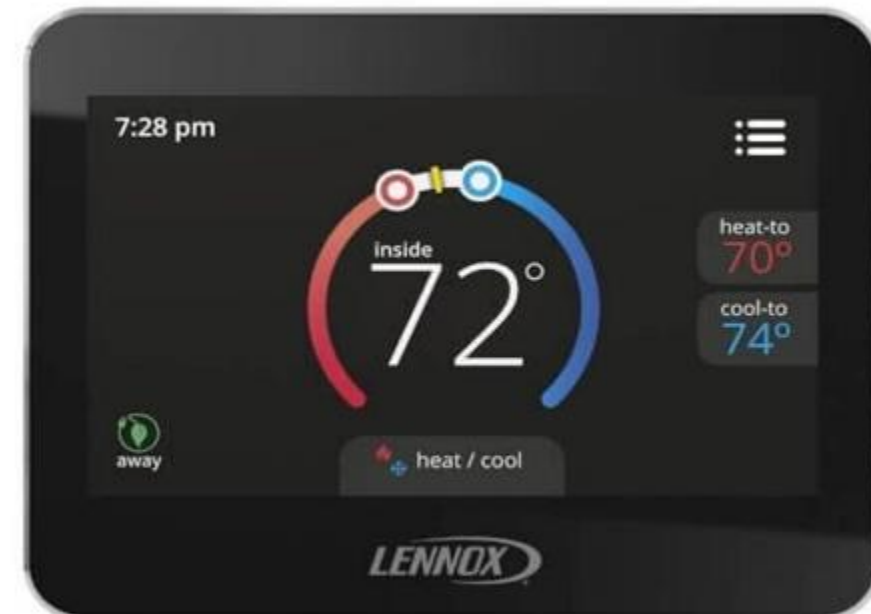 7:28 pm
inside
72°
heat-to
70°
cool-to
74°
away
heat / cool
LENNOX